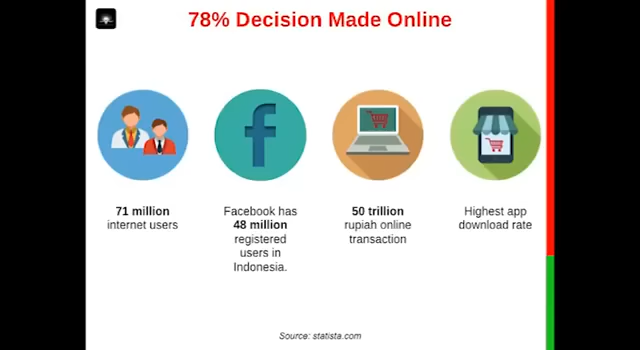 78% Decision Made Online
71 million
internet users
Facebook has
48 million
registered
users in
Indonesia.
50 trillion
rupiah online
transaction
Highest app
download rate
Source: statista.com